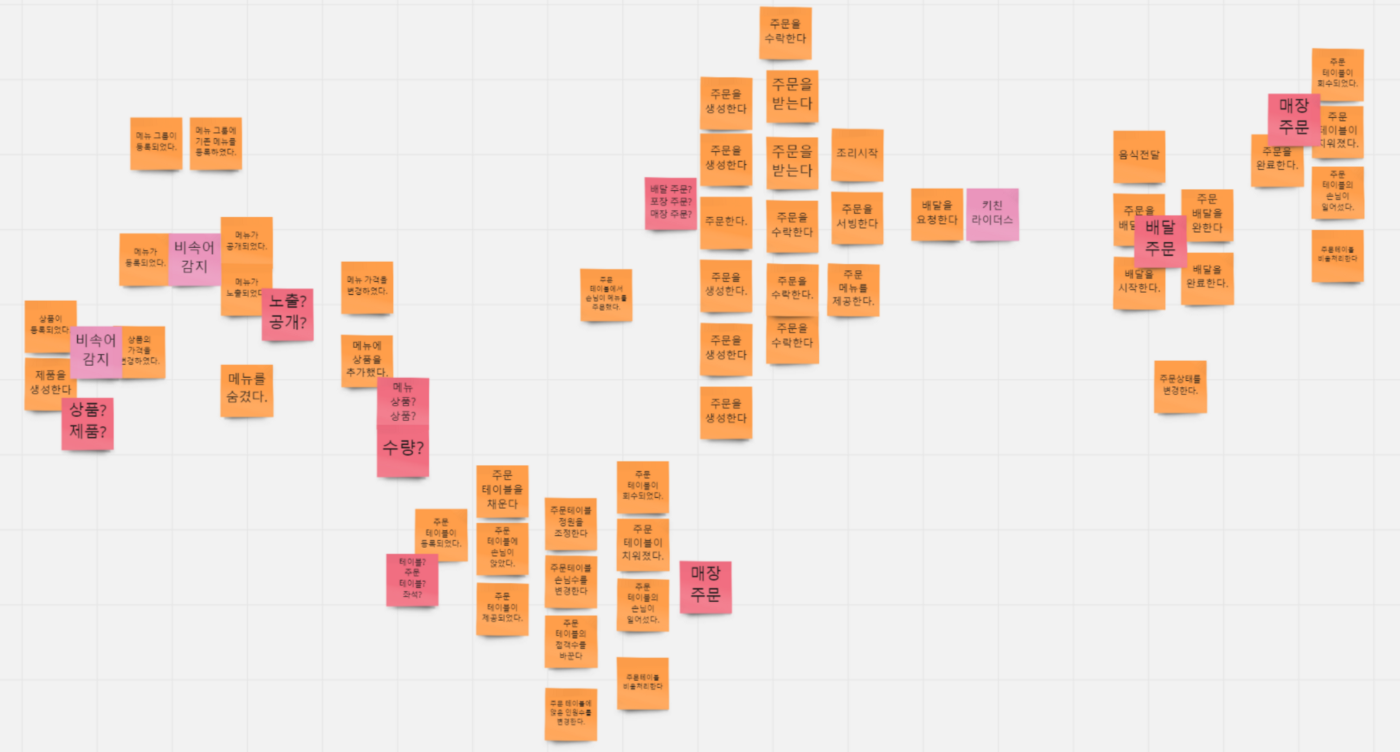 메뉴 그룹이
등록되었다.
메뉴 그룹에
기존 메뉴를
등록하였다.
메뉴가
등록되었다.
비속어
감지
메뉴가
공개되었다.
메뉴가
노출되었다.
노출?
공개?
상품이
등록되었다.
제품을
생성한다
비속어
감지
상품의
가격을
변경하였다.
상품?
제품?
메뉴를
숨겼다.
메뉴 가격을
변경하였다.
메뉴에
상품을
추가했다.
메뉴
상품?
상품?
수량?
주문
테이블이
등록되었다.
테이블?
주문
테이블?
좌석?
주문
테이블을
채운다
주문
테이블에
손님이
앉았다.
주문
테이블이
제공되었다.
주문테이블
정원을
조정한다
주문테이블
손님수를
변경한다
주문
테이블의
접객수를
바꾼다
주문 테이블에
앉은 인원수를
변경한다.
주문
테이블이
회수되었다.
주문
테이블이
치워졌다.
주문
테이블의
손님이
일어섰다.
주문테이블
비움처리한다
매장
주문
주문
테이블에서
손님이 메뉴를
주문했다.
배달 주문?
포장 주문?
매장 주문?
주문을
생성한다
주문을
생성한다
주문한다.
주문을
생성한다.
주문을
생성한다
주문을
생성한다
주문을
수락한다
주문을
받는다
주문을
받는다
주문을
수락한다
주문을
수락한다.
주문을
수락한다
조리시작
주문을
서빙한다
주문
메뉴를
제공한다.
배달을
요청한다
키친
라이더스
음식전달
주문을
배달
배달
주문
배달을
시작한다.
주문
배달을
완한다
배달을
완료한다.
주문상태를
변경한다.
매장
주문
주문을
완료한다.
주문
테이블이
회수되었다.
주문
테이블이
치워졌다.
주문
테이블의
손님이
일어섰다.
주문테이블
비움처리한다